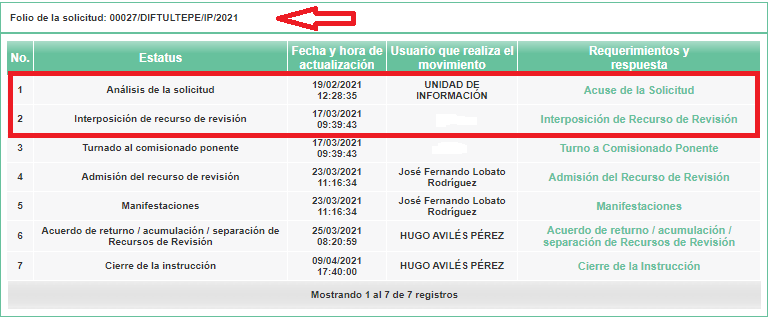 Folio de la solicitud: 00027/DIFTULTEPE/IP/2021
No. Estatus Fecha y hora de actualización Usuario que realiza el movimiento Requerimientos y respuesta
1 Análisis de la solicitud 19/02/2021 12:28:35 UNIDAD DE INFORMACIÓN Acuse de la Solicitud
2 Interposición de recurso de revisión 17/03/2021 09:39:43 Interposición de Recurso de Revisión
3 Turnado al comisionado ponente 17/03/2021 09:39:43 Turno a Comisionado Ponente
4 Admisión del recurso de revisión 23/03/2021 11:16:34 José Fernando Lobato Rodríguez Admisión del Recurso de Revisión
5 Manifestaciones 23/03/2021 11:16:34 José Fernando Lobato Rodríguez Manifestaciones
6 Acuerdo de returno / acumulación / separación de Recursos de Revisión 25/03/2021 08:20:59 HUGO AVILÉS PÉREZ Acuerdo de returno / acumulación / separación de Recursos de Revisión
7 Cierre de la instrucción 09/04/2021 17:40:00 HUGO AVILÉS PÉREZ Cierre de la Instrucción
Mostrando 1 al 7 de 7 registros